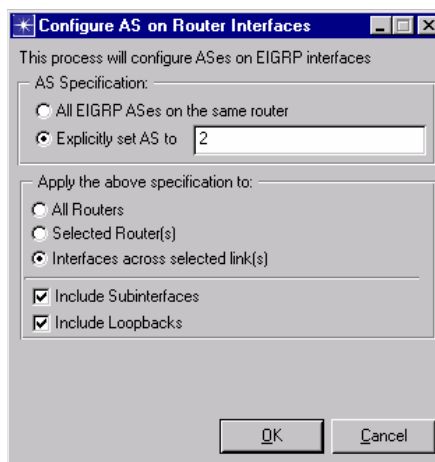 Configure AS on Router Interfaces
This process will configure ASes on EIGRP interfaces
AS Specification:
All EIGRP ASes on the same router
Explicitly set AS to 2
Apply the above specification to:
All Routers
Selected Router(s)
Interfaces across selected link(s)
Include Subinterfaces
Include Loopbacks
OK Cancel